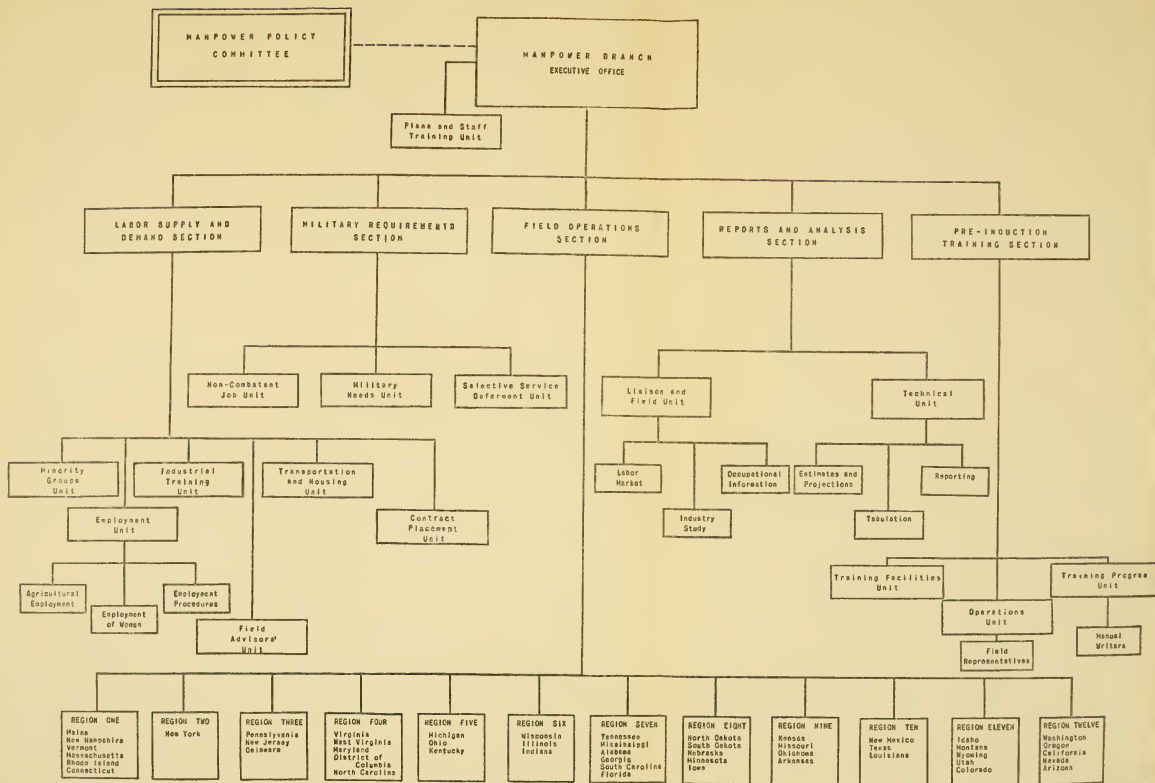 MANPOWER POLICY
COMMITTEE
MANPOWER BRANCH
EXECUTIVE OFFICE
Plans and Staff
Training Unit
LABOR SUPPLY AND
DEMAND SECTION
MILITARY REQUIREMENTS
SECTION
FIELD OPERATIONS
SECTION
REPORTS AND ANALYSIS
SECTION
PRE-INDUCTION
TRAINING SECTION
Non-Combatant
Job Unit
Military
Needs Unit
Selective Service
Deferment Unit
Liaison and
Field Unit
Technical
Unit
Minority
Groups
Unit
Industrial
Training
Unit
Transportation
and Housing
Unit
Labor
Market
Occupational
Information
Estimates and
Projections
Reporting
Employment
Unit
Contract
Placement
Unit
Industry
Study
Tabulation
Agricultural
Employment
Employment
of Women
Employment
Procedures
Field
Advisors'
Unit
Training Facilities
Unit
Operations
Unit
Training Program
Unit
Field
Representatives
Manual
Writers
REGION ONE
Maine
New Hampshire
Vermont
Massachusetts
Rhode Island
Connecticut
REGION TWO
New York
REGION THREE
Pennsylvania
New Jersey
Delaware
REGION FOUR
Virginia
West Virginia
Maryland
District of
Columbia
North Carolina
REGION FIVE
Michigan
Ohio
Kentucky
REGION SIX
Wisconsin
Illinois
Indiana
REGION SEVEN
Tennessee
Mississippi
Alabama
Georgia
South Carolina
Florida
REGION EIGHT
North Dakota
South Dakota
Nebraska
Minnesota
Iowa
REGION NINE
Kansas
Missouri
Oklahoma
Arkansas
REGION TEN
New Mexico
Texas
Louisiana
REGION ELEVEN
Idaho
Montana
Wyoming
Utah
Colorado
REGION TWELVE
Washington
Oregon
California
Nevada
Arizona